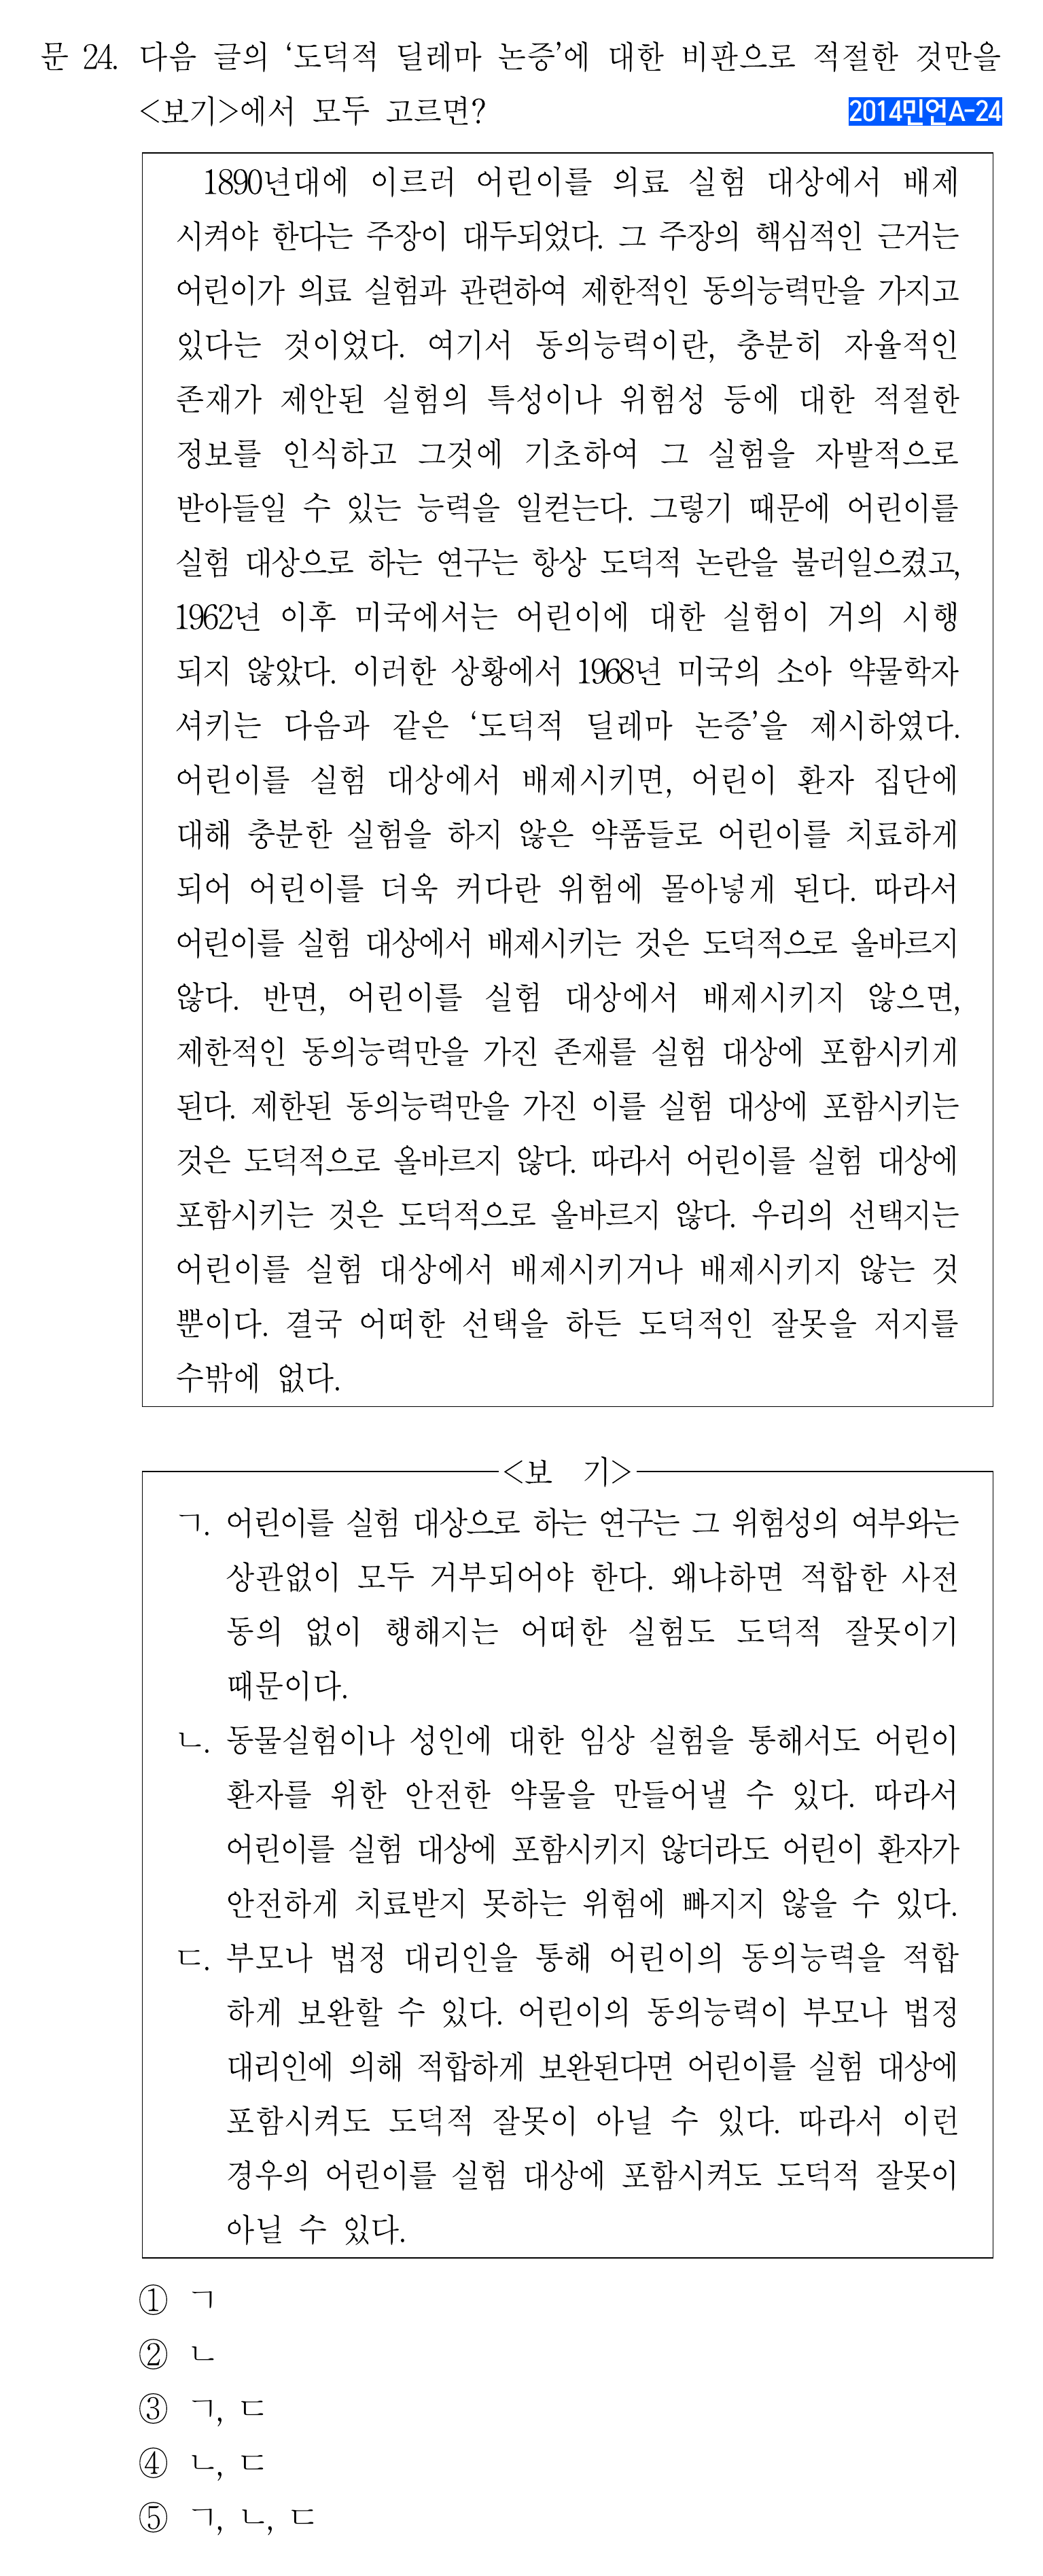 문 24. 다음 글의 ‘도덕적 딜레마 논증’에 대한 비판으로 적절한 것만을
<보기>에서 모두 고르면?
2014민언A-24
1890년대에 이르러 어린이를 의료 실험 대상에서 배제
시켜야 한다는 주장이 대두되었다. 그 주장의 핵심적인 근거는
어린이가 의료 실험과 관련하여 제한적인 동의능력만을 가지고
있다는 것이었다. 여기서 동의능력이란, 충분히 자율적인
존재가 제안된 실험의 특성이나 위험성 등에 대한 적절한
정보를 인식하고 그것에 기초하여 그 실험을 자발적으로
받아들일 수 있는 능력을 일컫는다. 그렇기 때문에 어린이를
실험 대상으로 하는 연구는 항상 도덕적 논란을 불러일으켰고,
1962년 이후 미국에서는 어린이에 대한 실험이 거의 시행
되지 않았다. 이러한 상황에서 1968년 미국의 소아 약물학자
셔키는 다음과 같은 ‘도덕적 딜레마 논증’을 제시하였다.
어린이를 실험 대상에서 배제시키면, 어린이 환자 집단에
대해 충분한 실험을 하지 않은 약품들로 어린이를 치료하게
되어 어린이를 더욱 커다란 위험에 몰아넣게 된다. 따라서
어린이를 실험 대상에서 배제시키는 것은 도덕적으로 올바르지
않다. 반면, 어린이를 실험 대상에서 배제시키지 않으면,
제한적인 동의능력만을 가진 존재를 실험 대상에 포함시키게
된다. 제한된 동의능력만을 가진 이를 실험 대상에 포함시키는
것은 도덕적으로 올바르지 않다. 따라서 어린이를 실험 대상에
포함시키는 것은 도덕적으로 올바르지 않다. 우리의 선택지는
어린이를 실험 대상에서 배제시키거나 배제시키지 않는 것
뿐이다. 결국 어떠한 선택을 하든 도덕적인 잘못을 저지를
수밖에 없다.
<보 기>
ㄱ. 어린이를 실험 대상으로 하는 연구는 그 위험성의 여부와는
상관없이 모두 거부되어야 한다. 왜냐하면 적합한 사전
동의 없이 행해지는 어떠한 실험도 도덕적 잘못이기
때문이다.
ㄴ. 동물실험이나 성인에 대한 임상 실험을 통해서도 어린이
환자를 위한 안전한 약물을 만들어낼 수 있다. 따라서
어린이를 실험 대상에 포함시키지 않더라도 어린이 환자가
안전하게 치료받지 못하는 위험에 빠지지 않을 수 있다.
ㄷ. 부모나 법정 대리인을 통해 어린이의 동의능력을 적합
하게 보완할 수 있다. 어린이의 동의능력이 부모나 법정
대리인에 의해 적합하게 보완된다면 어린이를 실험 대상에
포함시켜도 도덕적 잘못이 아닐 수 있다. 따라서 이런
경우의 어린이를 실험 대상에 포함시켜도 도덕적 잘못이
아닐 수 있다.
① ㄱ
② ㄴ
③ ㄱ, ㄷ
④ ㄴ, ㄷ
⑤ ㄱ, ㄴ, ㄷ